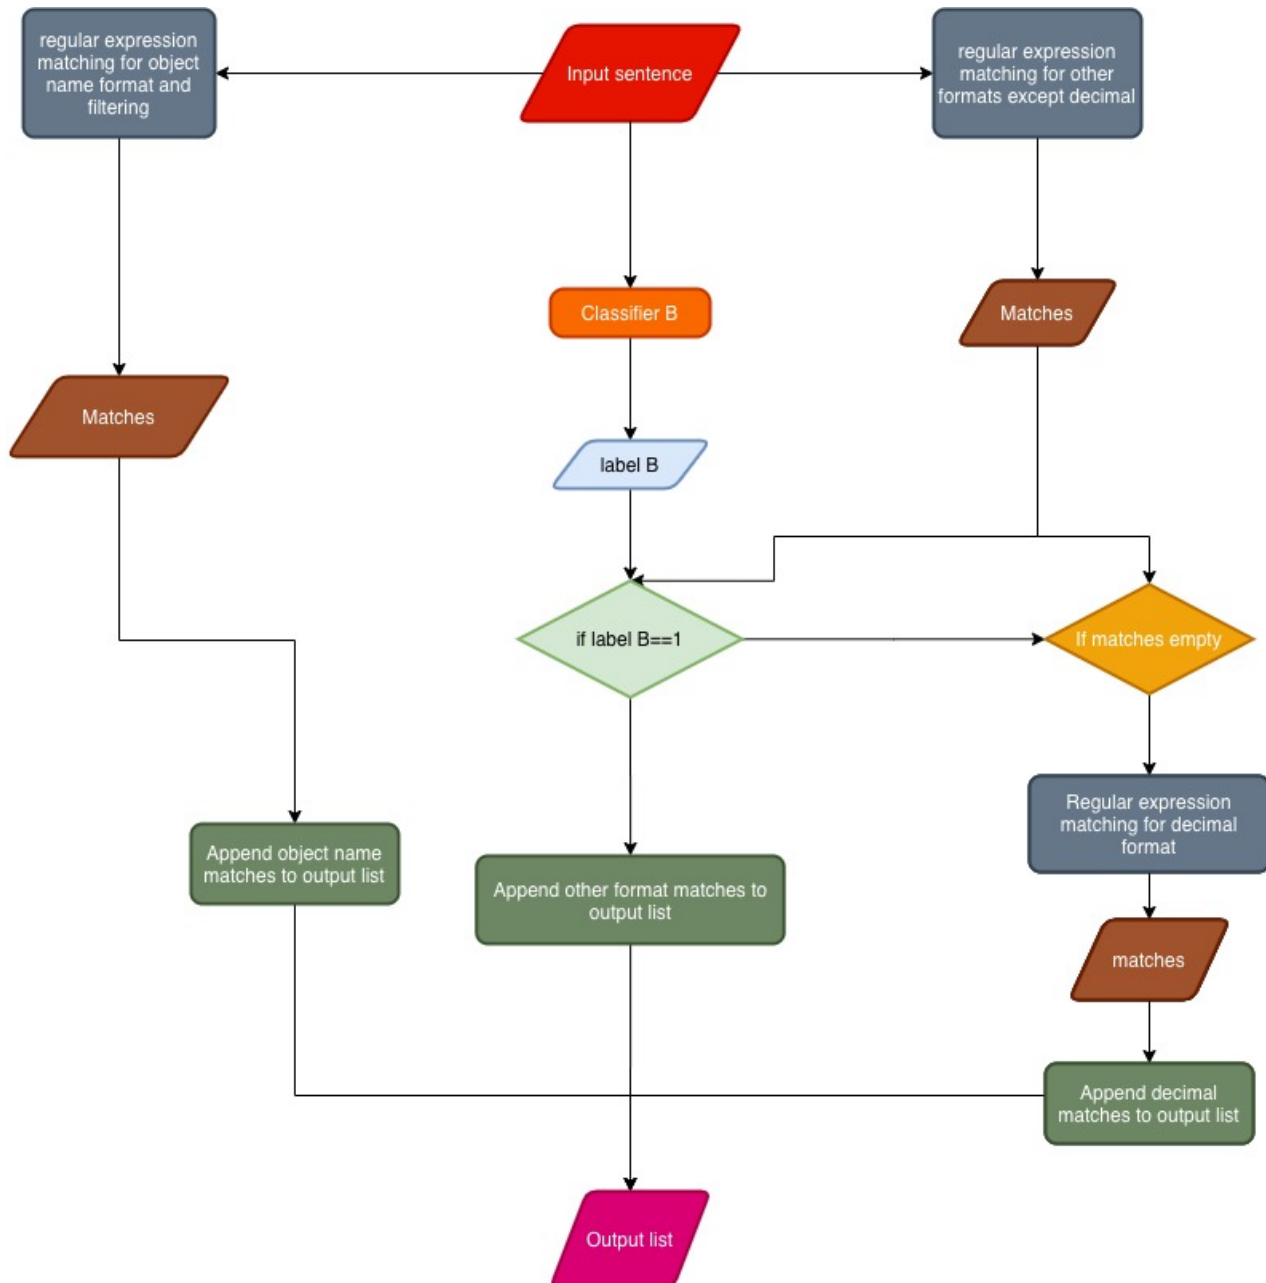 regular expression
matching for object
name format and
filtering
Input sentence
regular expression
matching for other
formats except decimal
Classifier B
Matches
Matches
label B
if label B==1
If matches empty
Regular expression
matching for decimal
format
Append object name
matches to output list
Append other format matches to
output list
matches
Append decimal
matches to output list
Output list